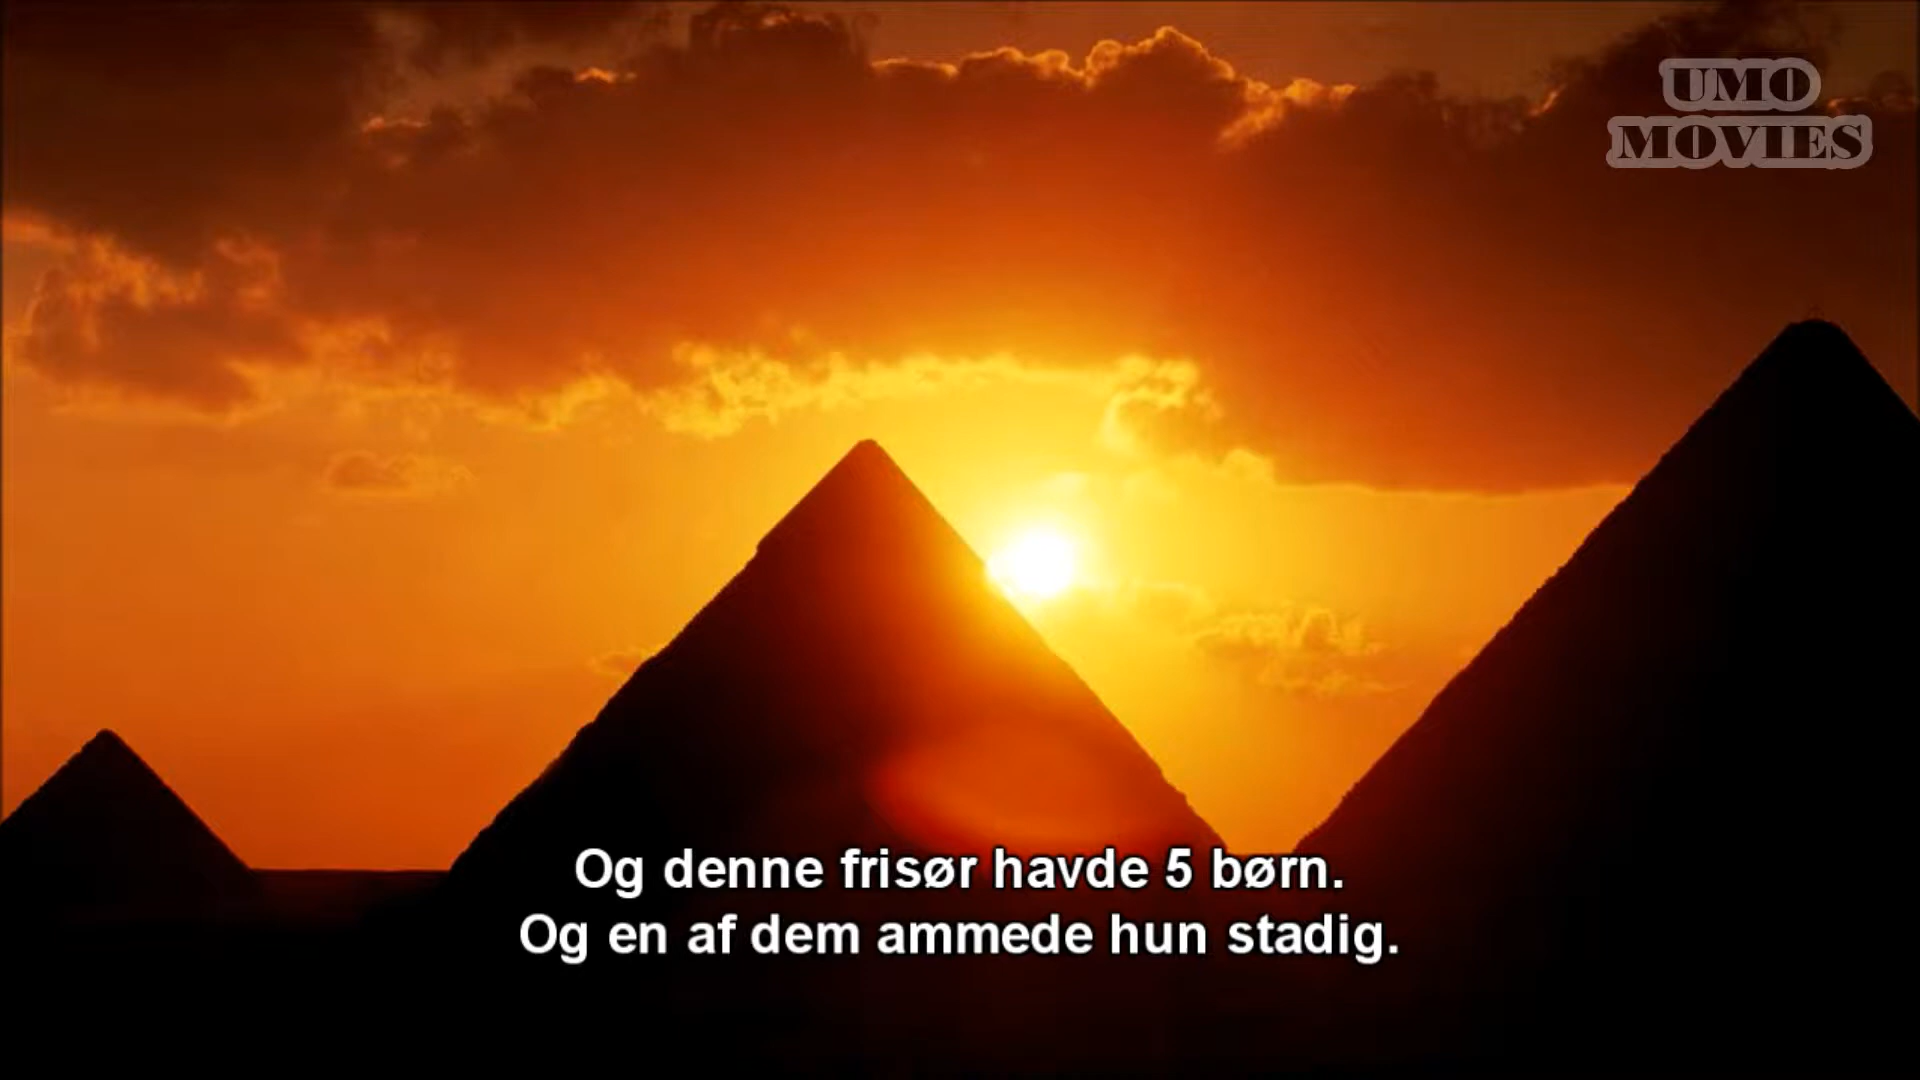 UMO
MOVIES
Og denne frisør havde 5 børn.
Og en af dem ammede hun stadig.